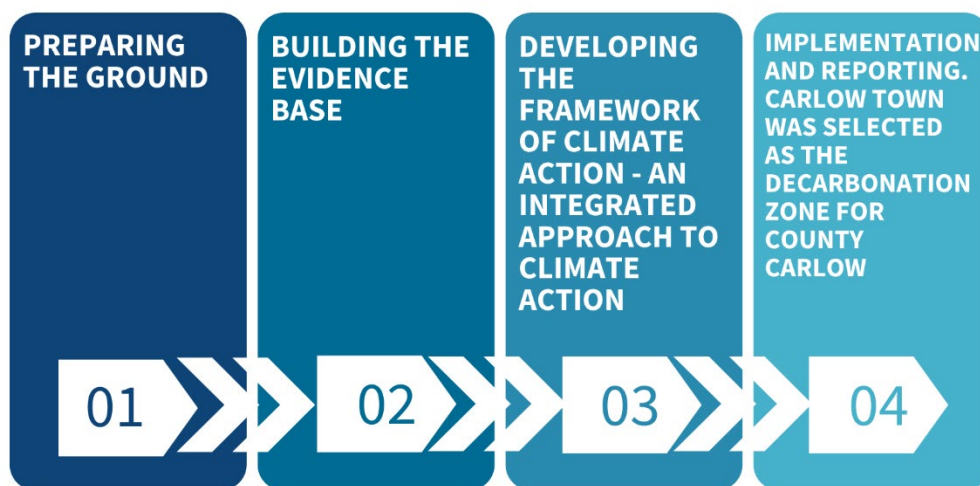 PREPARING
THE GROUND
01
BUILDING THE
EVIDENCE
BASE
02
DEVELOPING
THE
FRAMEWORK
OF CLIMATE
ACTION - AN
INTEGRATED
APPROACH TO
CLIMATE
ACTION
03
IMPLEMENTATION
AND REPORTING.
CARLOW TOWN
WAS SELECTED
AS THE
DECARBONATION
ZONE FOR
COUNTY
CARLOW
04